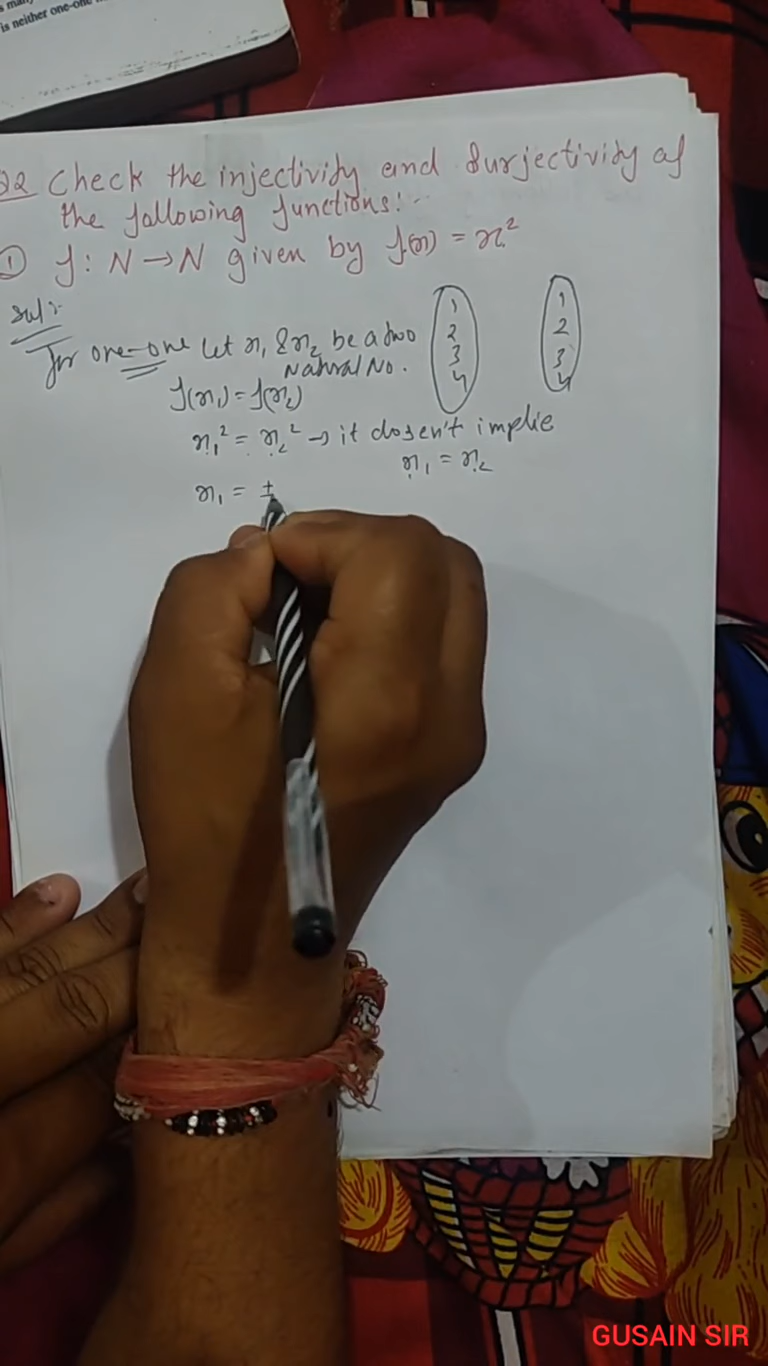 is neither one-one
Q2 Check the injectivity and Surjectivity of
the following functions:-
① f: N→N given by f(x) = x²
Sol:-
For one-one Let x₁ & x₂ be a two
Natural No.
f(x₁) = f(x₂)
x₁² = x₂² → it dosen't implie
x₁ = x₂
x₁ = ±
1
2
3
4
1
2
3
4
GUSAIN SIR